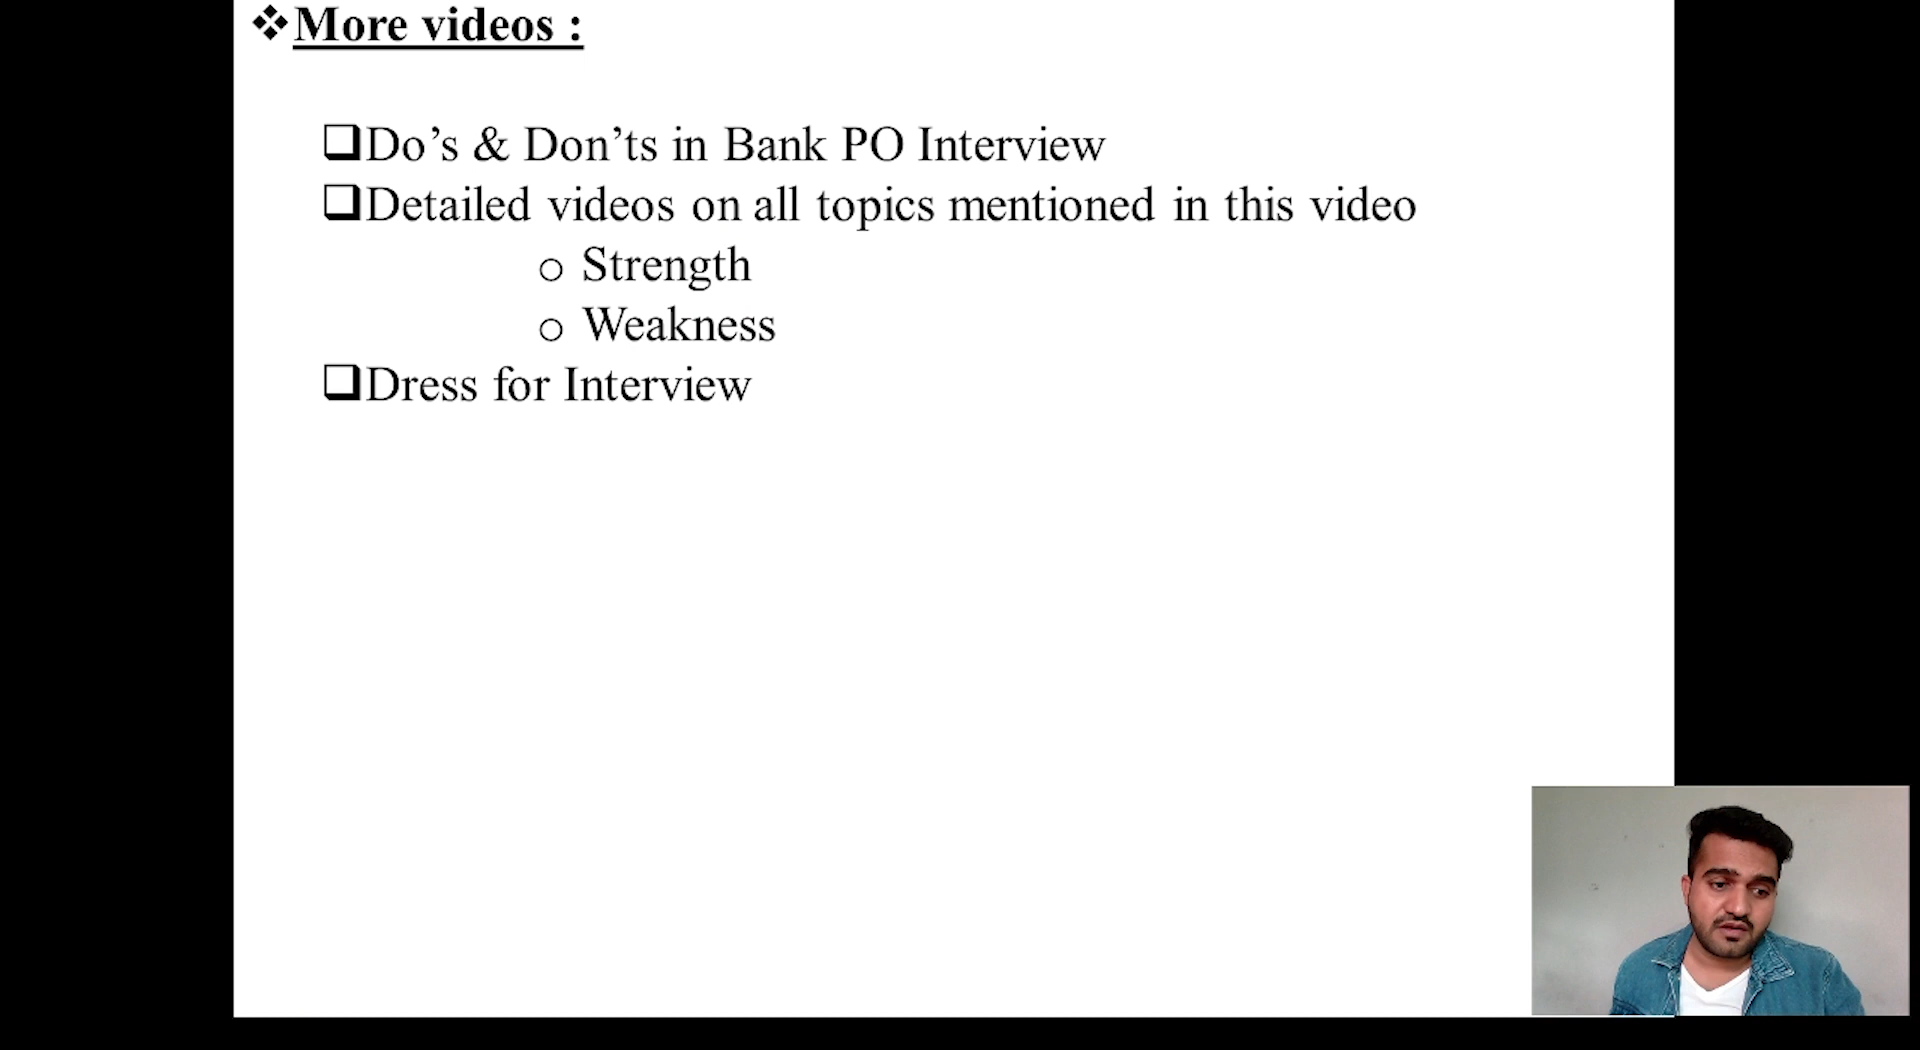 ❖More videos :
❑Do’s & Don’ts in Bank PO Interview
❑Detailed videos on all topics mentioned in this video
o Strength
o Weakness
❑Dress for Interview